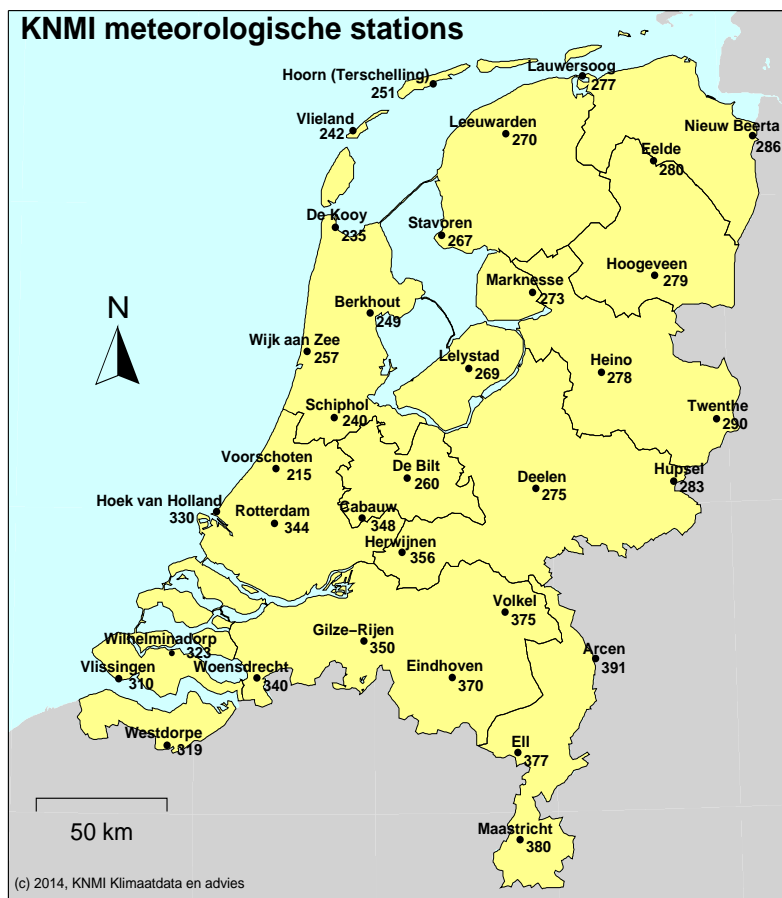 KNMI meteorologische stations
Lauwersoog
277
Hoorn (Terschelling)
251
Vlieland
242
Leeuwarden
270
Nieuw Beerta
286
Eelde
280
De Kooy
235
Stavoren
267
Hoogeveen
279
Marknesse
273
N
Berkhout
249
Wijk aan Zee
257
Lelystad
269
Heino
278
Schiphol
240
Twenthe
290
Voorschoten
215
De Bilt
260
Deelen
275
Hupsel
283
Hoek van Holland
330
Rotterdam
344
Cabauw
348
Herwijnen
356
Volkel
375
Gilze–Rijen
350
Wilhelminadorp
323
Arcen
391
Vlissingen
310
Woensdrecht
340
Eindhoven
370
Westdorpe
319
Ell
377
50 km
Maastricht
380
(c) 2014, KNMI Klimaatdata en advies